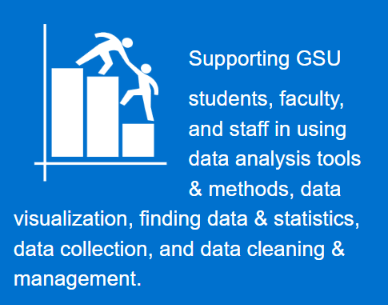 Supporting GSU
students, faculty,
and staff in using
data analysis tools
& methods, data
visualization, finding data & statistics,
data collection, and data cleaning &
management.